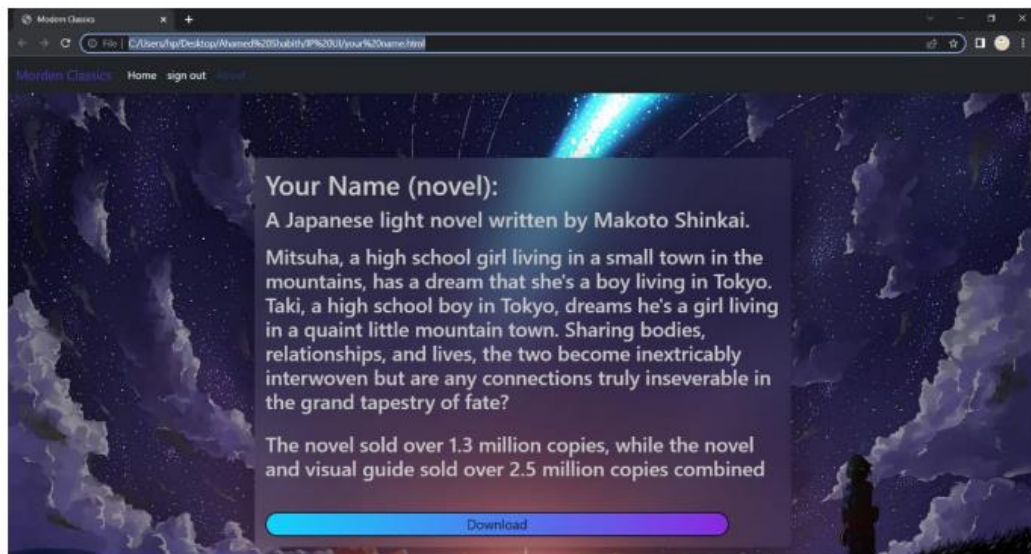 Modern Classics
File | C:/Users/hp/Desktop/Ahamed%20Shabith/IP%20UI/your%20name.html
Morden Classics Home sign out About
Your Name (novel):
A Japanese light novel written by Makoto Shinkai.
Mitsuha, a high school girl living in a small town in the
mountains, has a dream that she's a boy living in Tokyo.
Taki, a high school boy in Tokyo, dreams he's a girl living
in a quaint little mountain town. Sharing bodies,
relationships, and lives, the two become inextricably
interwoven but are any connections truly inseverable in
the grand tapestry of fate?
The novel sold over 1.3 million copies, while the novel
and visual guide sold over 2.5 million copies combined
Download